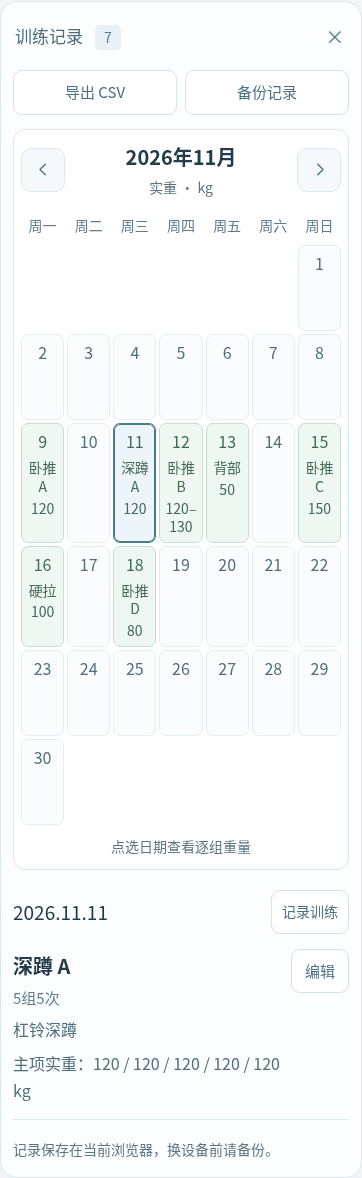 训练记录 7
导出 CSV 备份记录
2026年11月
实重 · kg
周一 周二 周三 周四 周五 周六 周日
1
2 3 4 5 6 7 8
9 10 11 12 13 14 15
卧推 深蹲 卧推 背部 卧推
A A B 50 C
120 120 120–130 150
16 17 18 19 20 21 22
硬拉 卧推
100 D
80
23 24 25 26 27 28 29
30
点选日期查看逐组重量
2026.11.11 记录训练
深蹲 A 编辑
5组5次
杠铃深蹲
主项实重：120 / 120 / 120 / 120 / 120
kg
记录保存在当前浏览器，换设备前请备份。